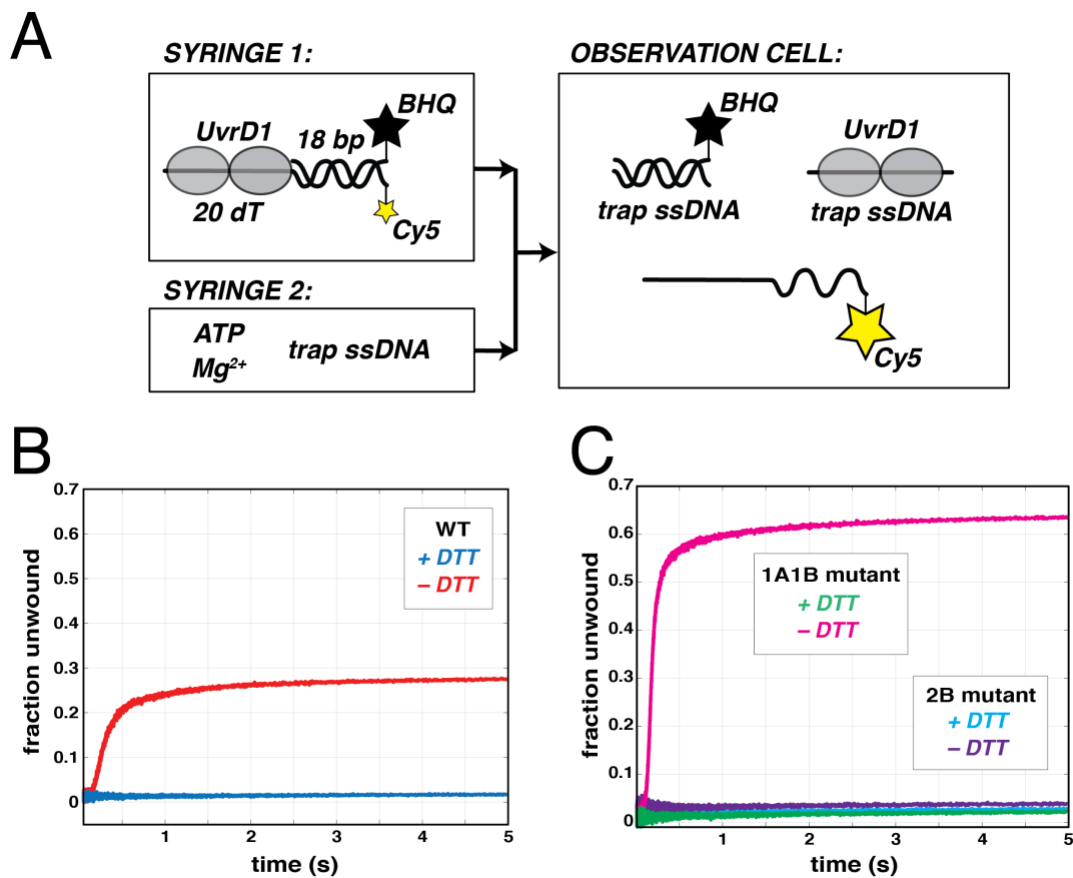 A
SYRINGE 1:
UvrD1
18 bp
BHQ
20 dT
Cy5
SYRINGE 2:
ATP
Mg²⁺
trap ssDNA
OBSERVATION CELL:
BHQ
UvrD1
trap ssDNA
trap ssDNA
Cy5
B
fraction unwound
0.7
0.6
0.5
0.4
0.3
0.2
0.1
0
WT
+ DTT
– DTT
1
2
3
4
5
time (s)
C
fraction unwound
0.7
0.6
0.5
0.4
0.3
0.2
0.1
0
1A1B mutant
+ DTT
– DTT
2B mutant
+ DTT
– DTT
1
2
3
4
5
time (s)